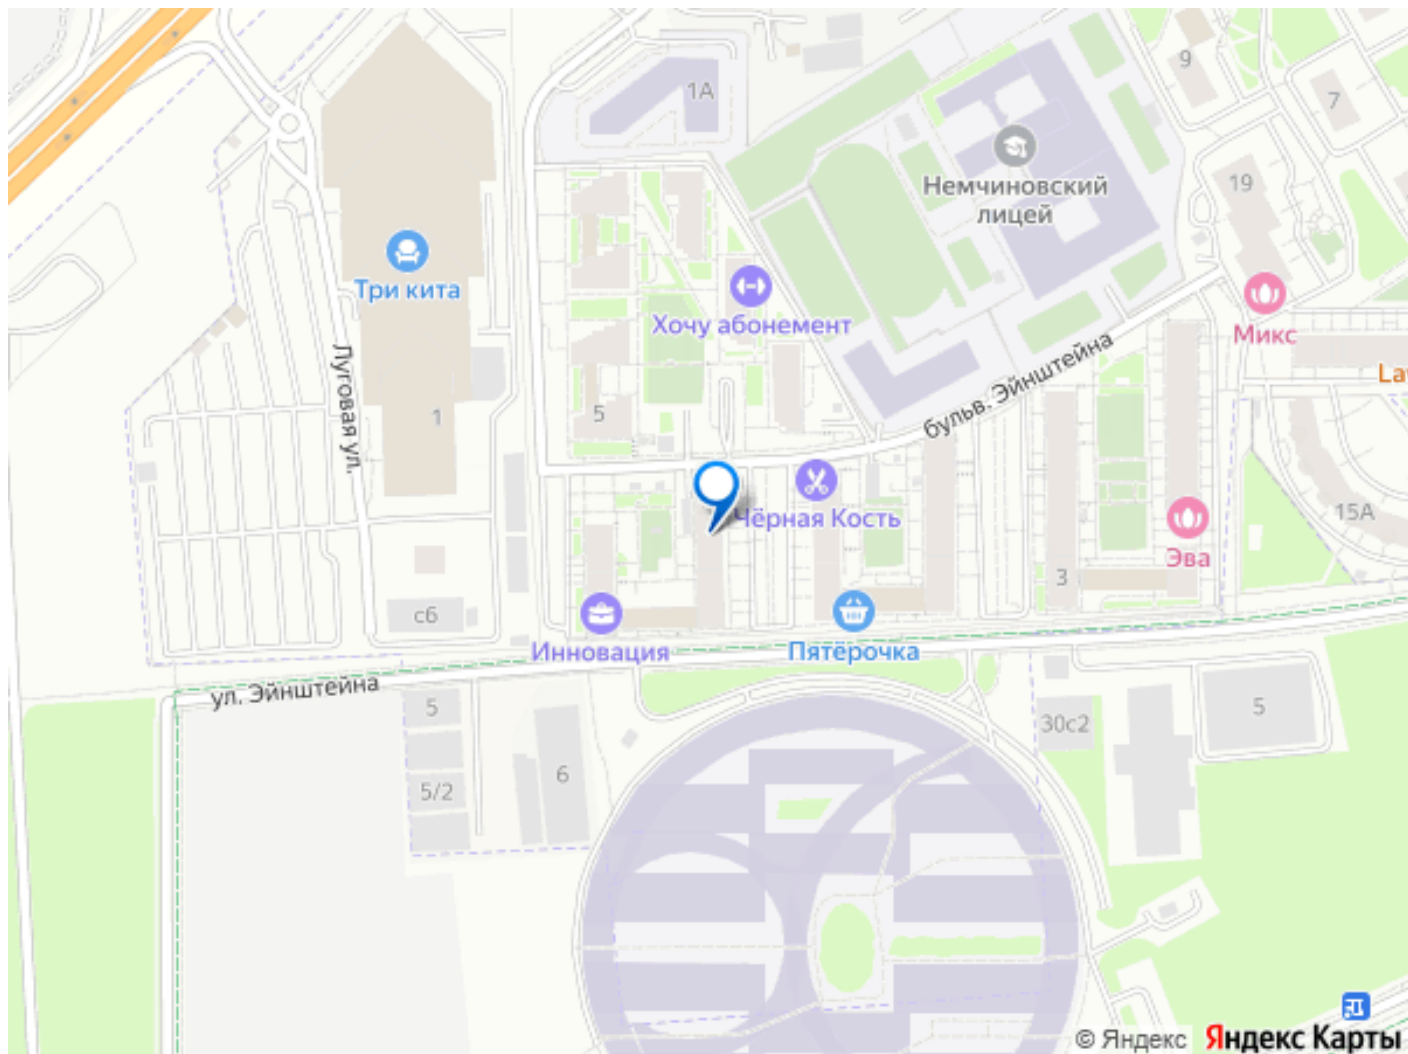 1А
9
7
Немчиновский
лицей
19
Три кита
Хочу абонемент
Микс
Луговая ул.
бульв. Эйнштейна
La
1
5
Чёрная Кость
15А
Эва
3
с6
Инновация
Пятёрочка
ул. Эйнштейна
5
5
30с2
6
5/2
© Яндекс Яндекс Карты